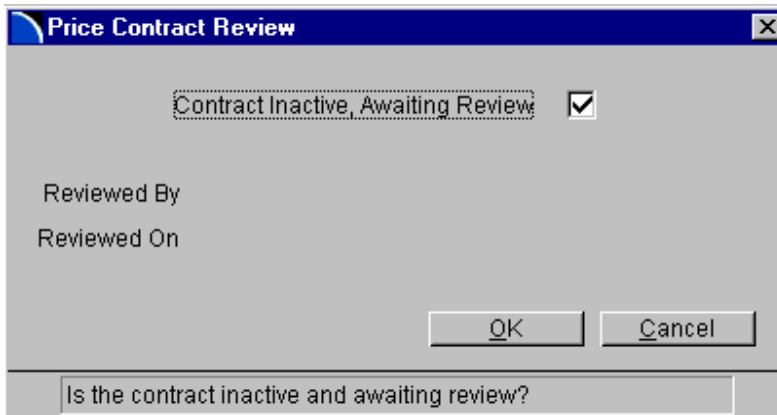 Price Contract Review
Contract Inactive, Awaiting Review
Reviewed By
Reviewed On
OK Cancel
Is the contract inactive and awaiting review?